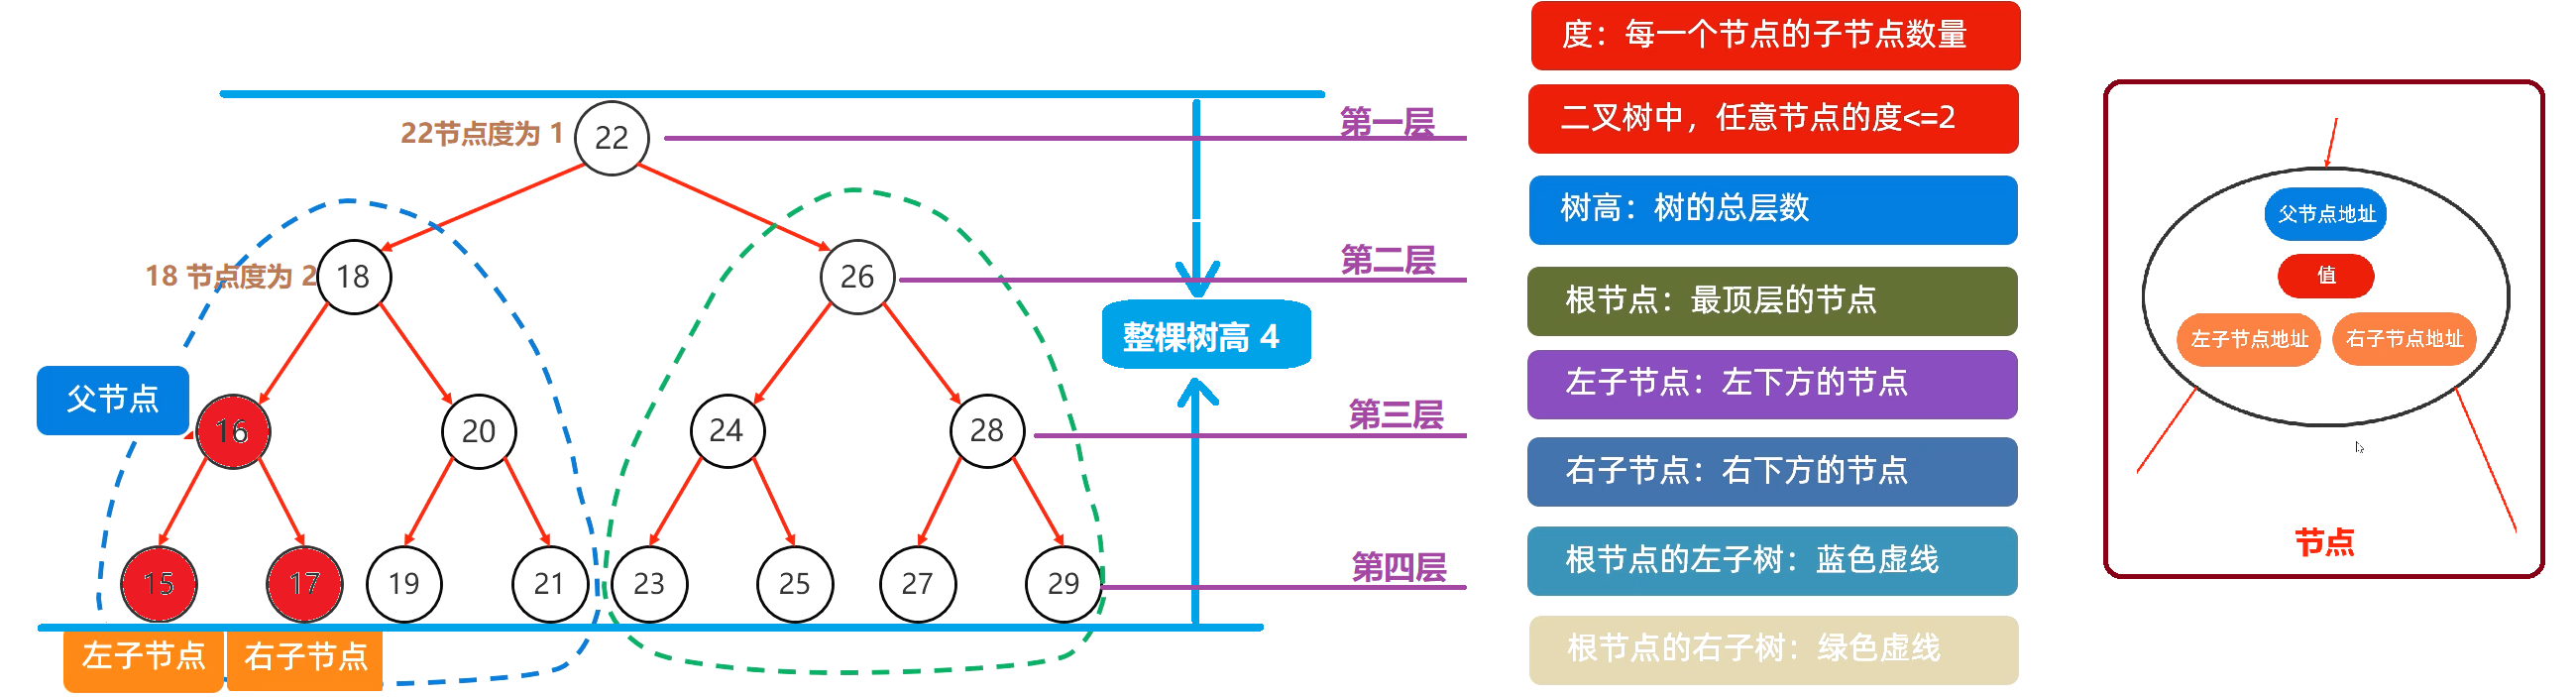 22节点度为 1
22
第一层
18 节点度为 2
18
26
第二层
整棵树高 4
父节点
16
20
24
28
第三层
15
17
19
21
23
25
27
29
第四层
左子节点
右子节点
度：每一个节点的子节点数量
二叉树中，任意节点的度<=2
树高：树的总层数
根节点：最顶层的节点
左子节点：左下方的节点
右子节点：右下方的节点
根节点的左子树：蓝色虚线
根节点的右子树：绿色虚线
父节点地址
值
左子节点地址
右子节点地址
节点